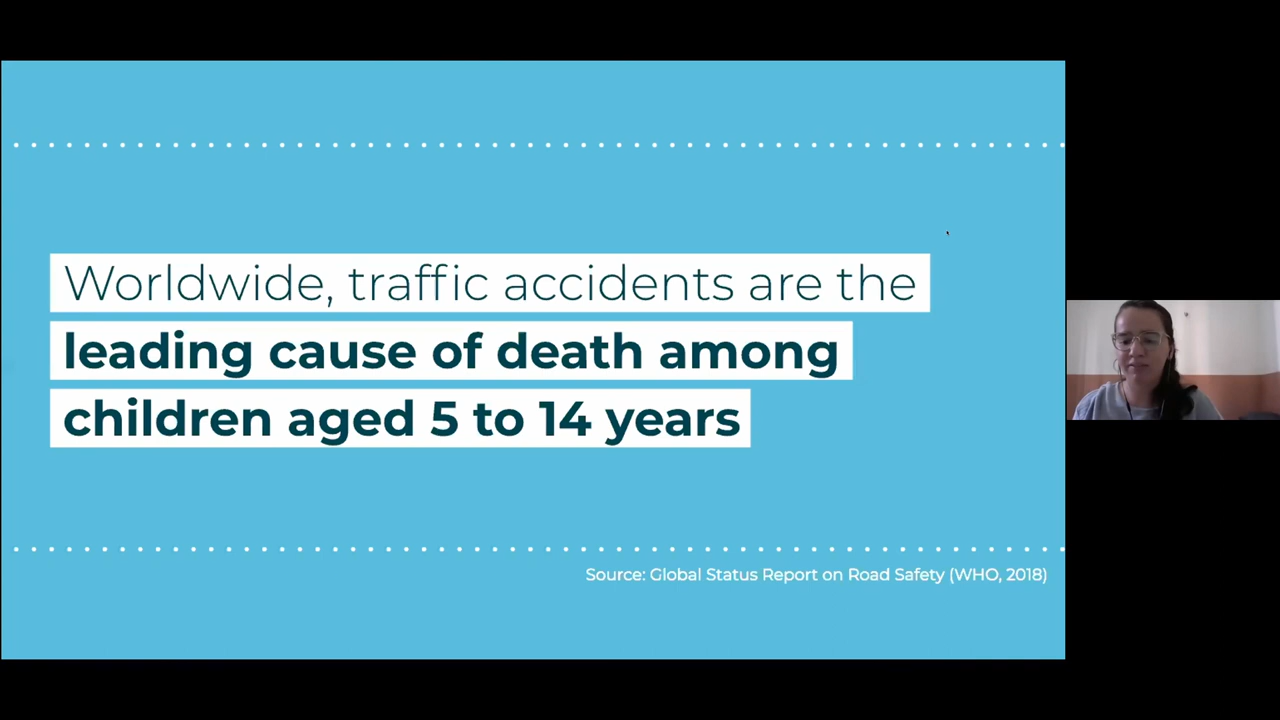 Worldwide, traffic accidents are the
leading cause of death among
children aged 5 to 14 years
Source: Global Status Report on Road Safety (WHO, 2018)